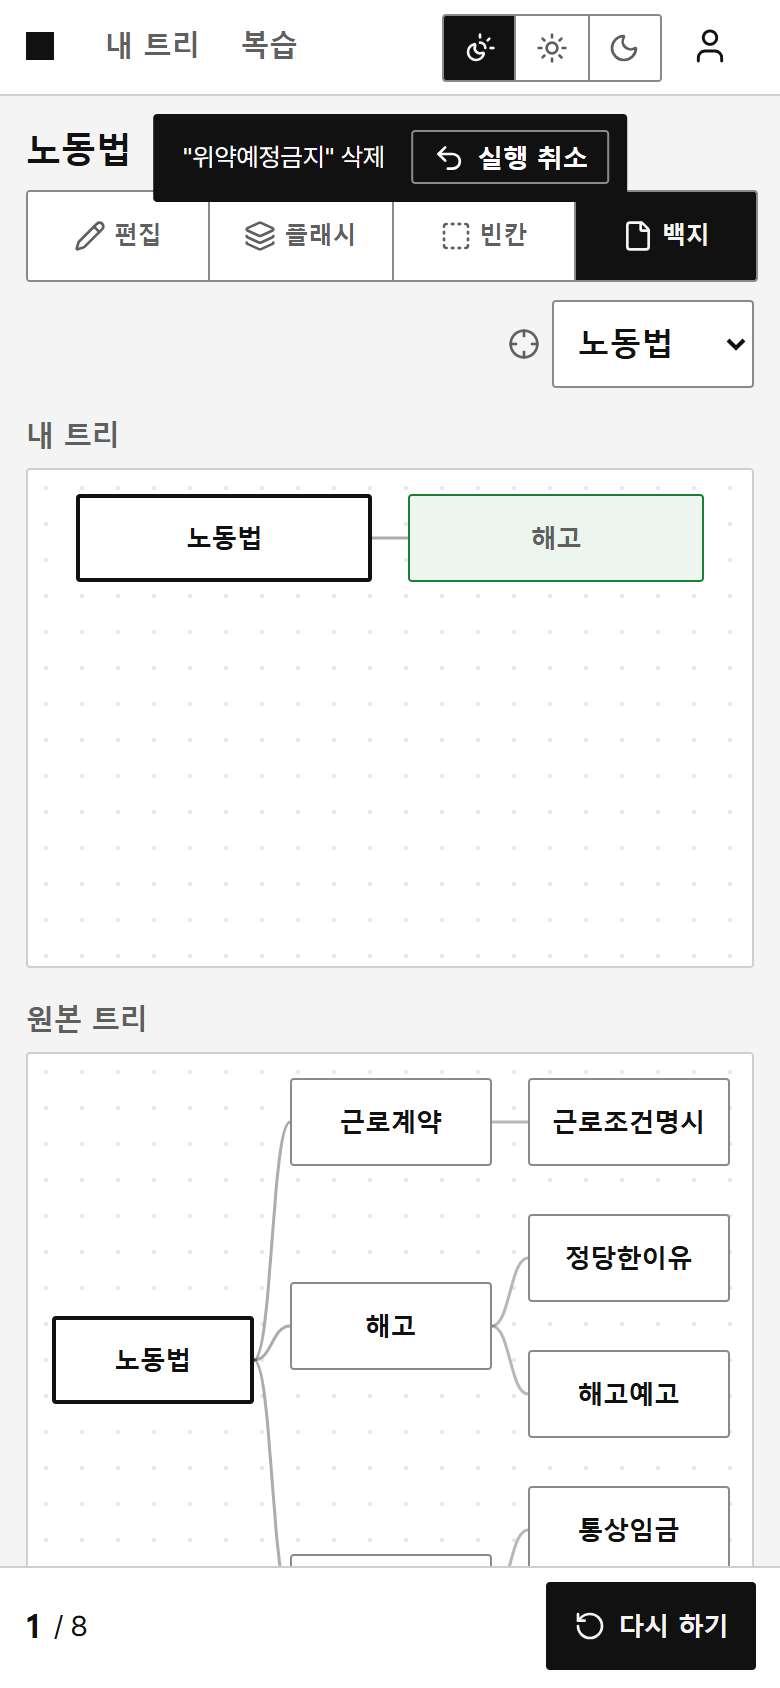 내 트리 복습
노동법
"위약예정금지" 삭제 실행 취소
편집 플래시 빈칸 백지
노동법
내 트리
노동법 해고
원본 트리
근로계약 근로조건명시
정당한이유
해고
노동법
해고예고
통상임금
1 / 8 다시 하기